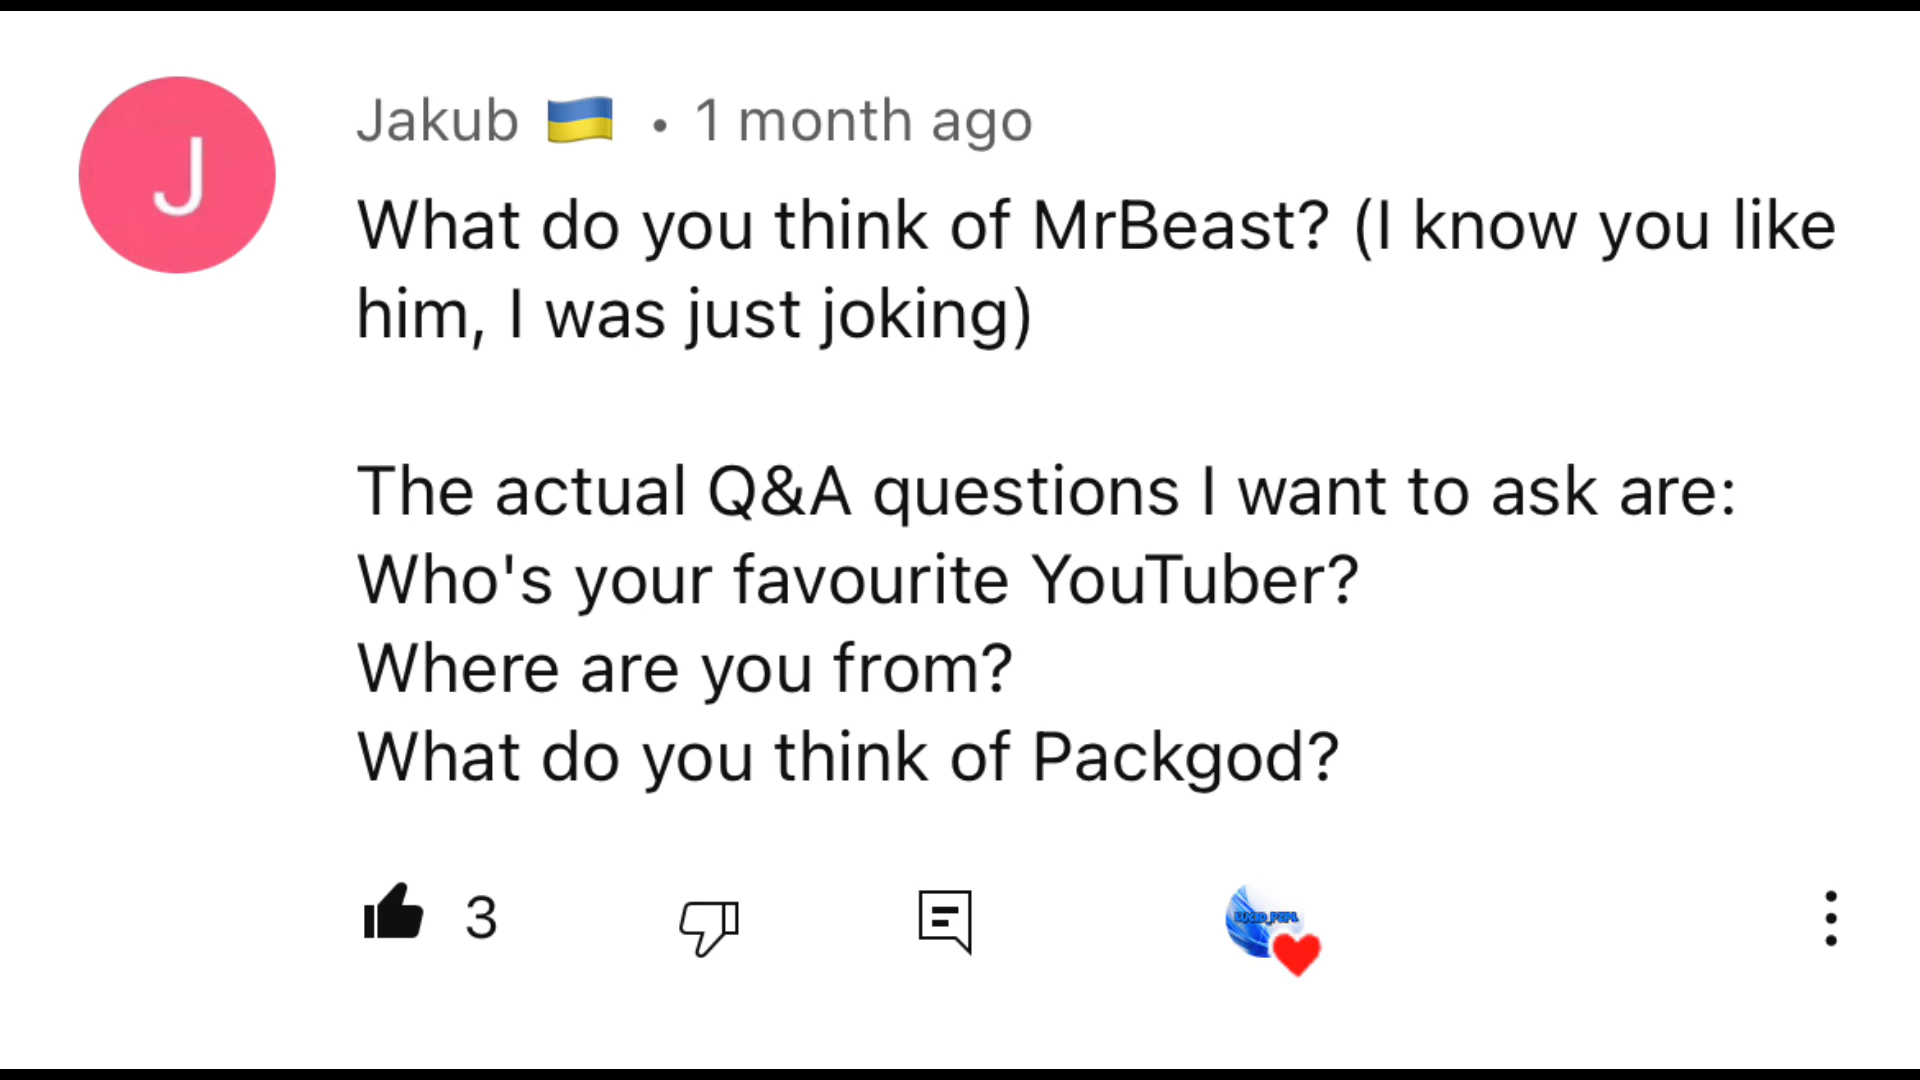 J
Jakub 🇺🇦 • 1 month ago
What do you think of MrBeast? (I know you like
him, I was just joking)
The actual Q&A questions I want to ask are:
Who's your favourite YouTuber?
Where are you from?
What do you think of Packgod?
3